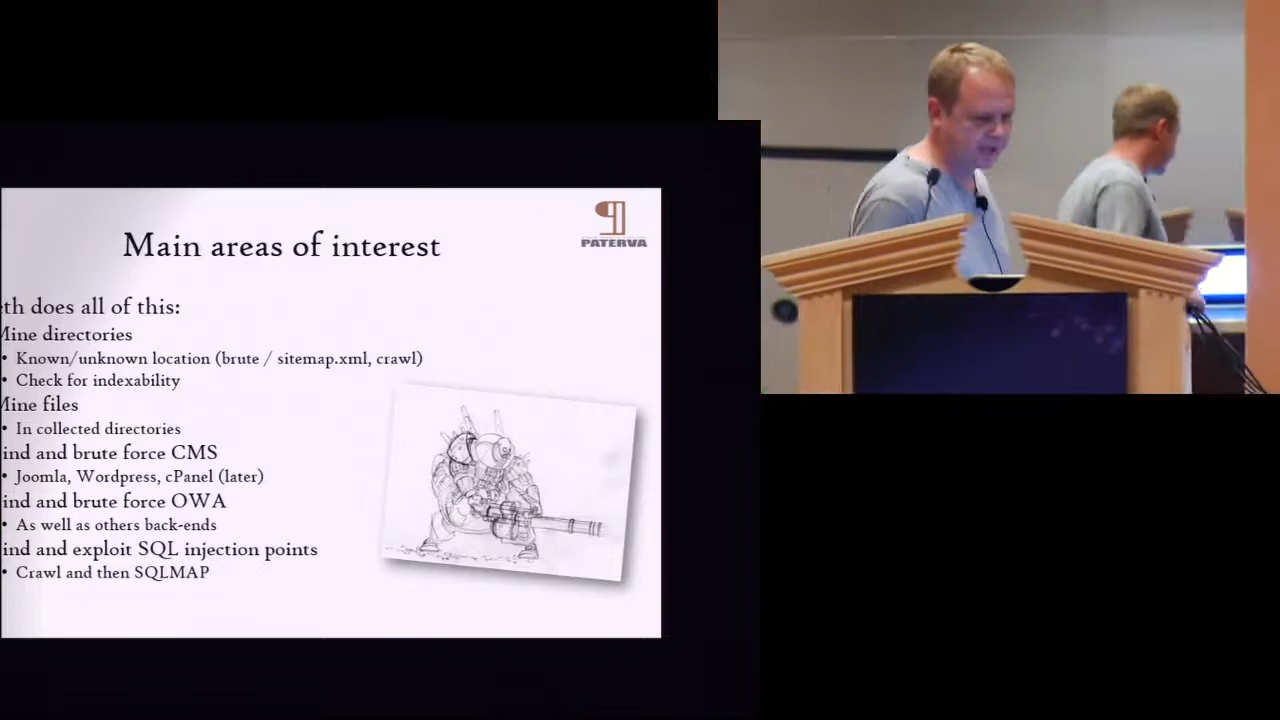 PATERVA
Main areas of interest
eth does all of this:
Mine directories
• Known/unknown location (brute / sitemap.xml, crawl)
• Check for indexability
Mine files
• In collected directories
ind and brute force CMS
• Joomla, Wordpress, cPanel (later)
ind and brute force OWA
• As well as others back-ends
ind and exploit SQL injection points
• Crawl and then SQLMAP